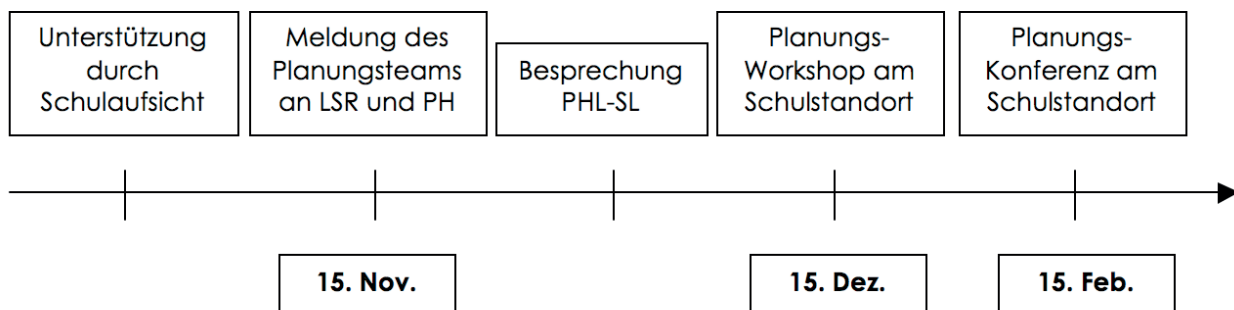 Unterstützung
durch
Schulaufsicht
Meldung des
Planungsteams
an LSR und PH
Besprechung
PHL-SL
Planungs-
Workshop am
Schulstandort
Planungs-
Konferenz am
Schulstandort
15. Nov.
15. Dez.
15. Feb.